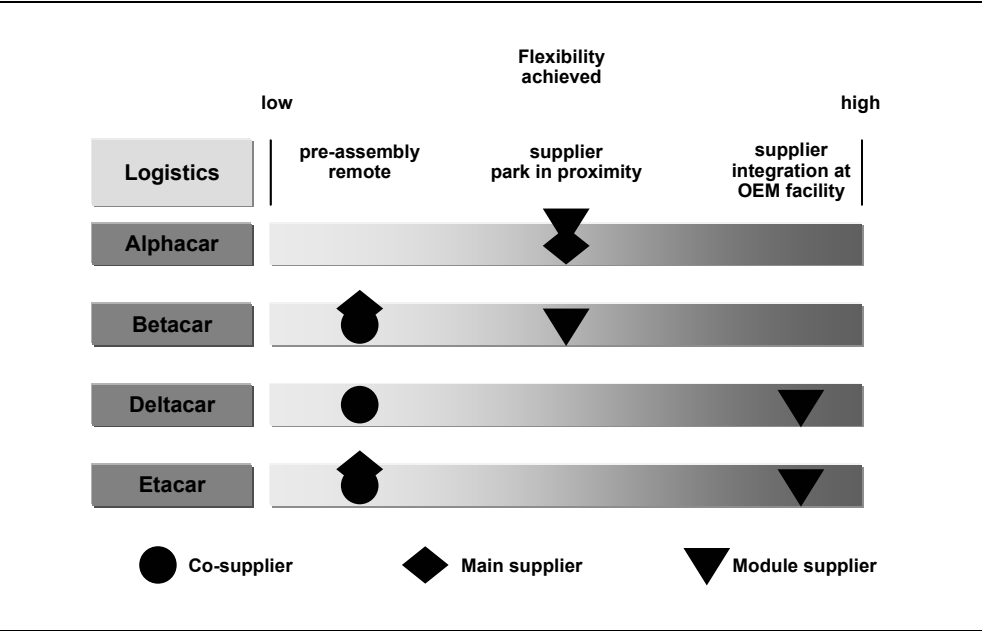 Flexibility
achieved
low
high
Logistics
pre-assembly
remote
supplier
park in proximity
supplier
integration at
OEM facility
Alphacar
Betacar
Deltacar
Etacar
Co-supplier
Main supplier
Module supplier